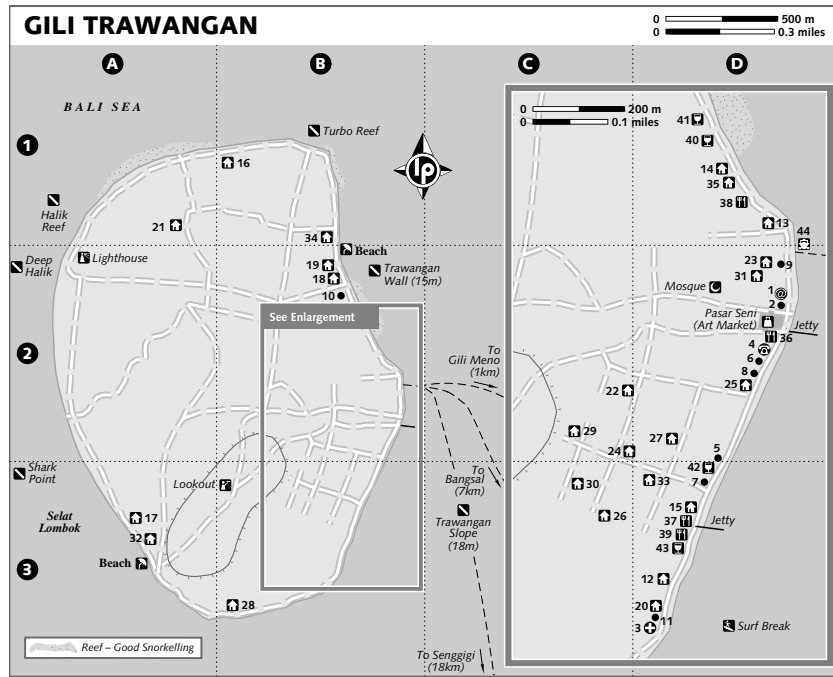 GILI TRAWANGAN
0 500 m
0 0.3 miles
A
B
C
D
BALI SEA
1
Turbo Reef
lp
0 200 m
0 0.1 miles
41
40
14
35
38
13
44
16
Halik
Reef
21
34
Beach
Deep
Halik
Lighthouse
19
18
10
Trawangan
Wall (15m)
23
9
31
Mosque
1
2
Pasar Seni
(Art Market)
Jetty
36
4
6
8
25
2
See Enlargement
To
Gili Meno
(1km)
22
29
27
24
5
42
7
30
33
26
15
37
Jetty
39
43
12
20
11
3
Surf Break
Shark
Point
Lookout
To
Bangsal
(7km)
Trawangan
Slope
(18m)
Selat
Lombok
17
32
Beach
3
28
Reef – Good Snorkelling
To Senggigi
(18km)